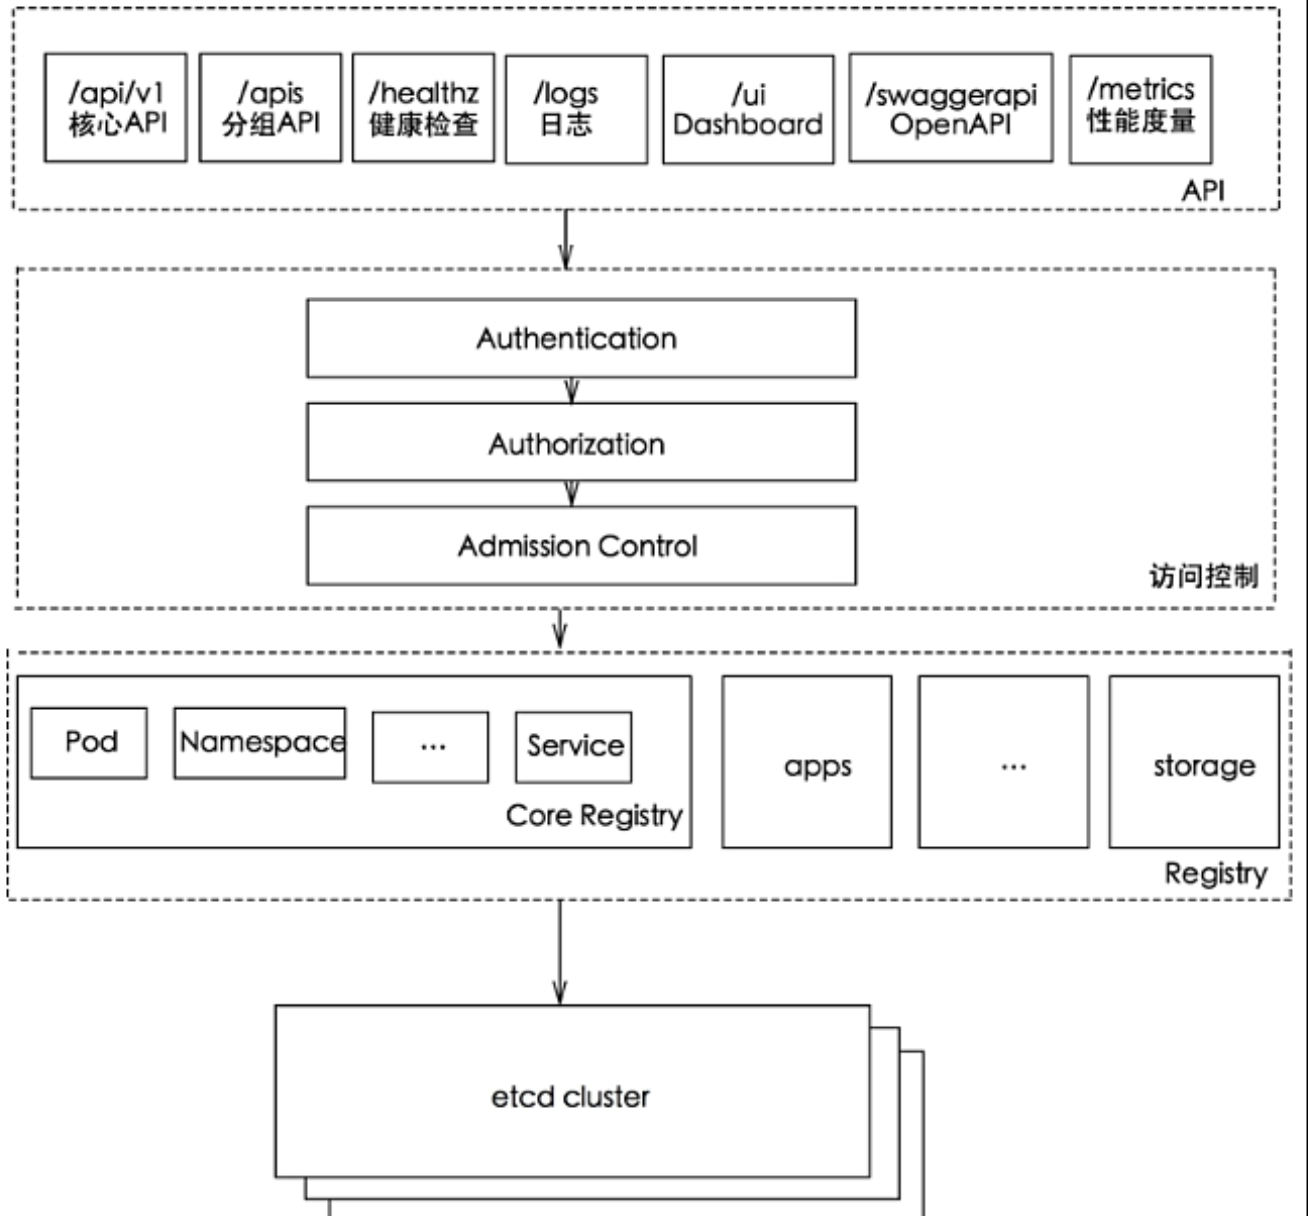 /api/v1
核心API
/apis
分组API
/healthz
健康检查
/logs
日志
/ui
Dashboard
/swaggerapi
OpenAPI
/metrics
性能度量
API
Authentication
Authorization
Admission Control
访问控制
Pod
Namespace
...
Service
Core Registry
apps
...
storage
Registry
etcd cluster